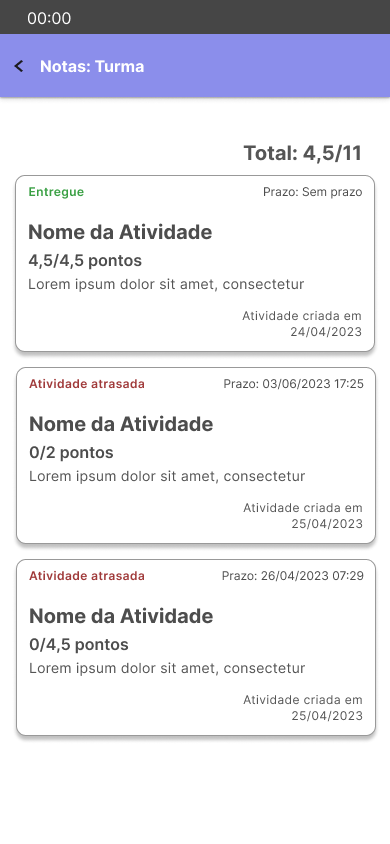 00:00
Notas: Turma
Total: 4,5/11
Entregue
Prazo: Sem prazo
Nome da Atividade
4,5/4,5 pontos
Lorem ipsum dolor sit amet, consectetur
Atividade criada em
24/04/2023
Atividade atrasada
Prazo: 03/06/2023 17:25
Nome da Atividade
0/2 pontos
Lorem ipsum dolor sit amet, consectetur
Atividade criada em
25/04/2023
Atividade atrasada
Prazo: 26/04/2023 07:29
Nome da Atividade
0/4,5 pontos
Lorem ipsum dolor sit amet, consectetur
Atividade criada em
25/04/2023